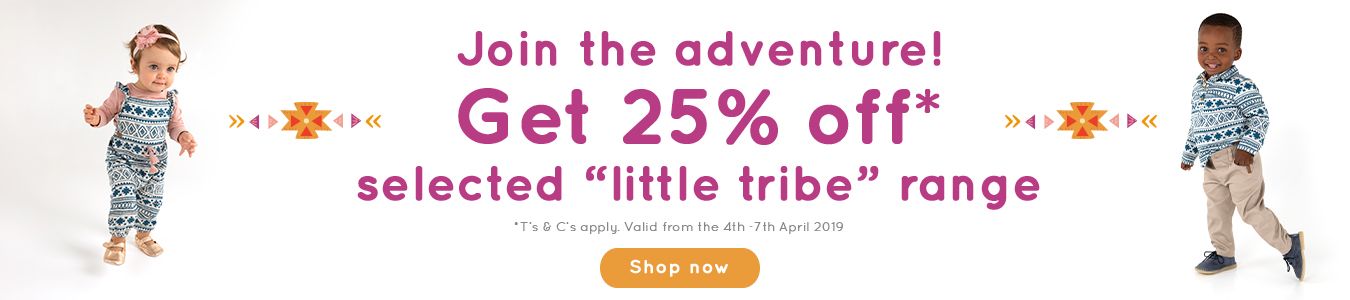 Join the adventure!
Get 25% off*
selected “little tribe” range
*T's & C's apply. Valid from the 4th -7th April 2019
Shop now